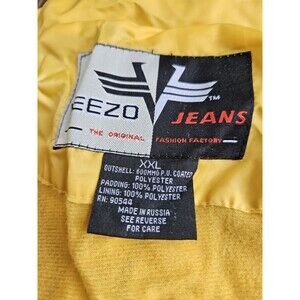 EEZO
™
JEANS
THE ORIGINAL FASHION FACTORY
XXL
OUTSHELL: 600MMG P.U. COATED
POLYESTER
PADDING: 100% POLYESTER
LINING: 100% POLYESTER
RN: 90544
MADE IN RUSSIA
SEE REVERSE
FOR CARE